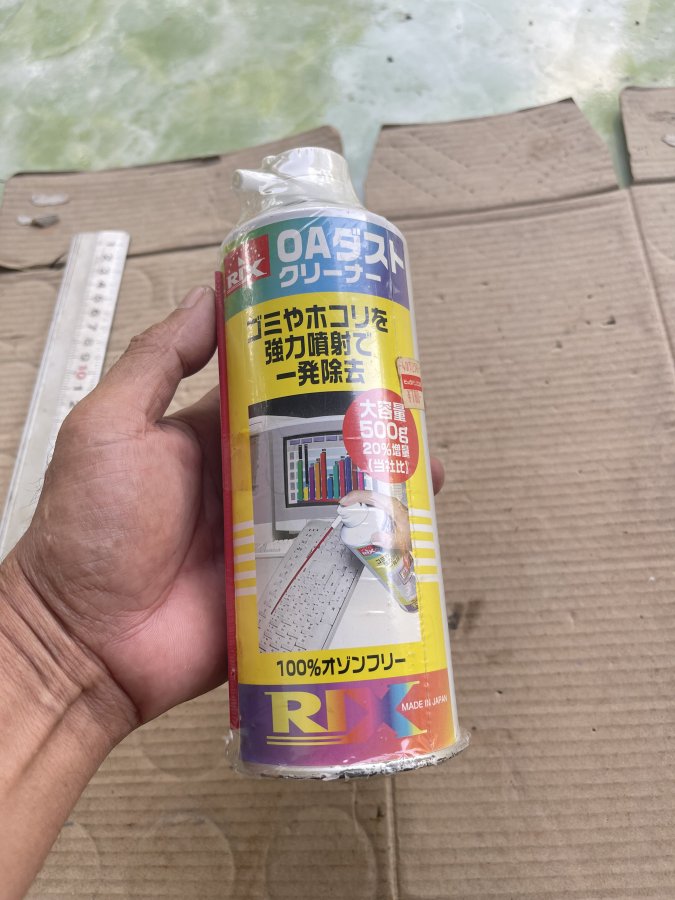 RIX
OAダスト
クリーナー
ゴミやホコリを
強力噴射で
一発除去
大容量
500g
20%増量
(当社比)
100%オゾンフリー
RIX
MADE IN JAPAN